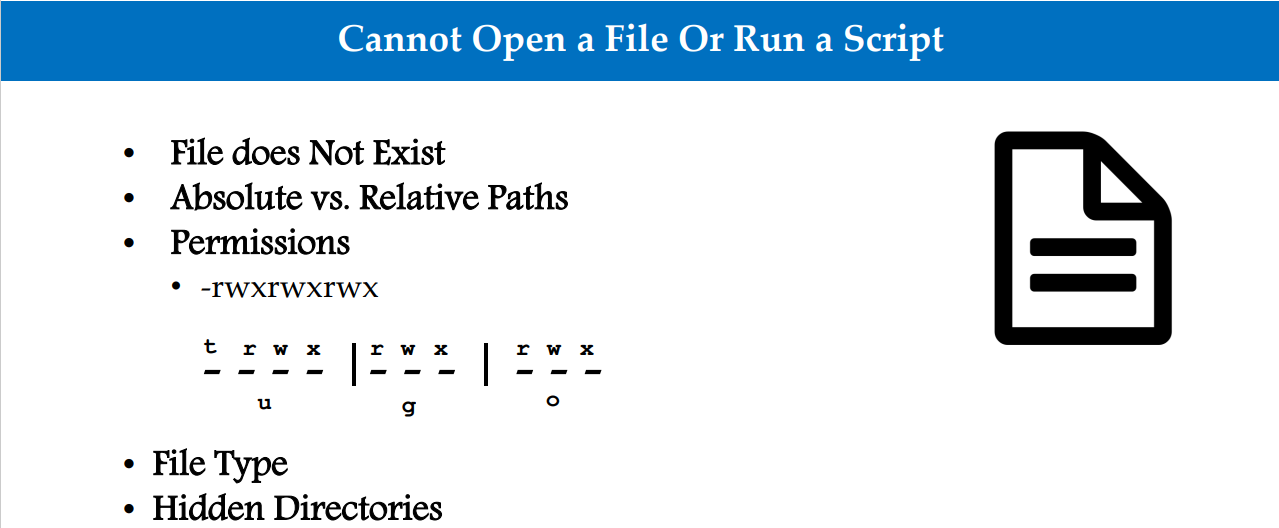 Cannot Open a File Or Run a Script
• File does Not Exist
• Absolute vs. Relative Paths
• Permissions
• -rwxrwxrwx
t r w x | r w x | r w x
_ _ _ _ _ _ _ _ _ _
u g o
• File Type
• Hidden Directories